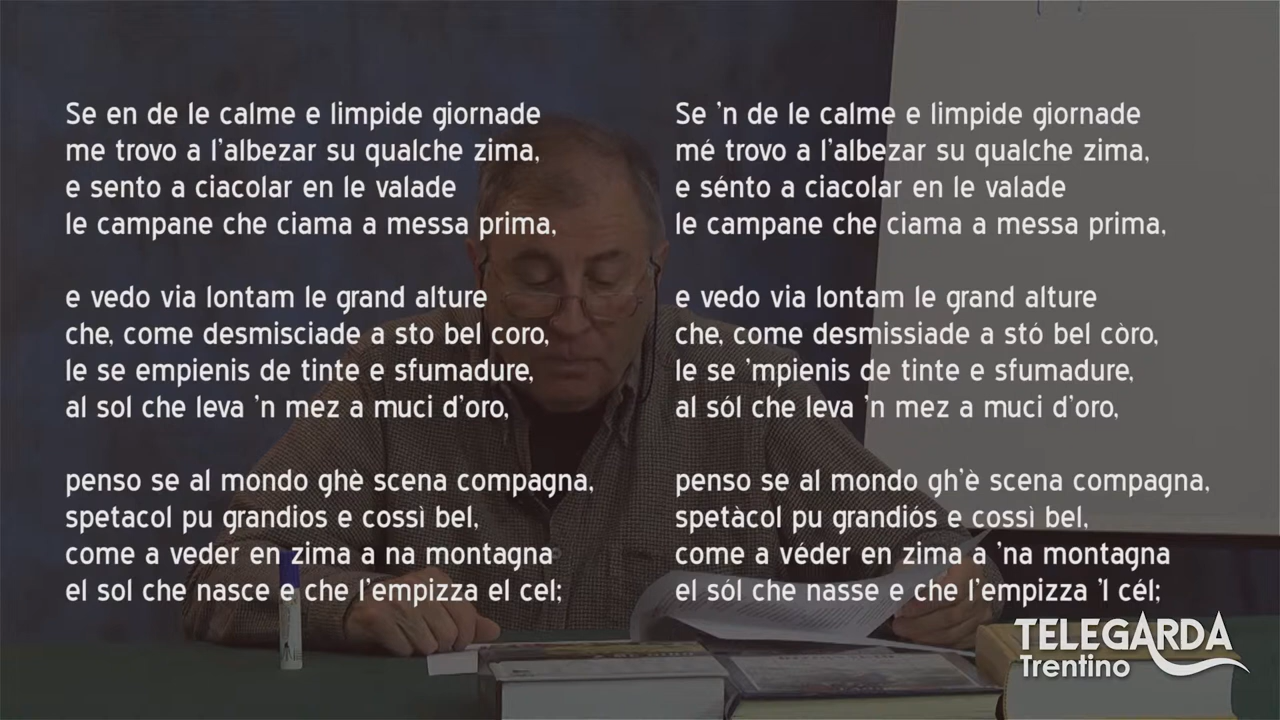 Se en de le calme e limpide giornade
me trovo a l'albezar su qualche zima,
e sento a ciacolar en le valade
le campane che ciama a messa prima,
e vedo via lontam le grand alture
che, come desmisciade a sto bel coro,
le se empienis de tinte e sfumadure,
al sol che leva 'n mez a muci d'oro,
penso se al mondo ghè scena compagna,
spetacol pu grandios e cossì bel,
come a veder en zima a na montagna
el sol che nasce e che l'empizza el cel;
Se 'n de le calme e limpide giornade
mé trovo a l'albezar su qualche zima,
e sénto a ciacolar en le valade
le campane che ciama a messa prima,
e vedo via lontam le grand alture
che, come desmissiade a stó bel còro,
le se 'mpienis de tinte e sfumadure,
al sól che leva 'n mez a muci d'oro,
penso se al mondo gh'è scena compagna,
spetàcol pu grandiós e cossì bel,
come a véder en zima a 'na montagna
el sól che nasse e che l'empizza 'l cél;
TELEGARDA
Trentino